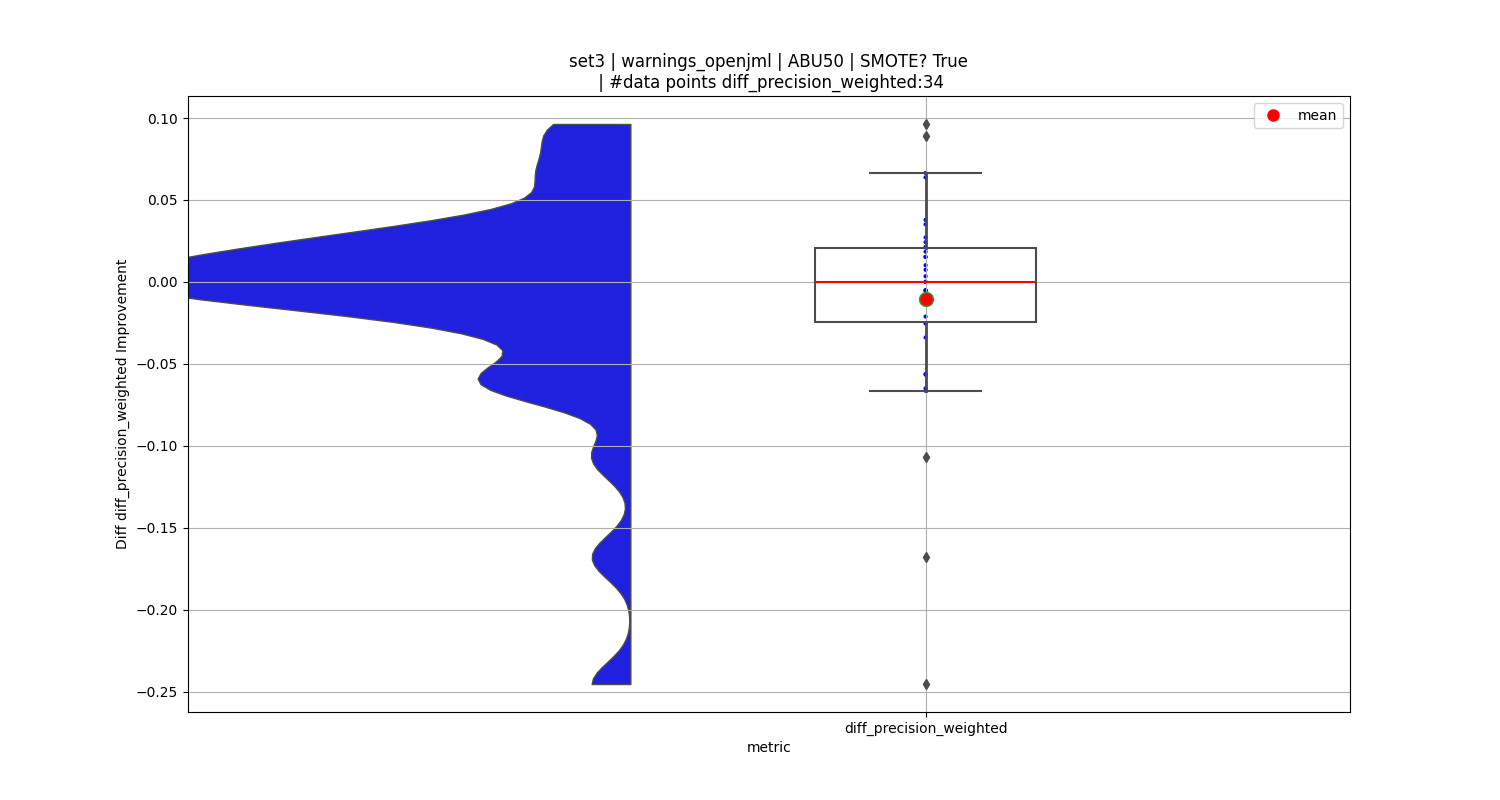 set3 | warnings_openjml | ABU50 | SMOTE? True
| #data points diff_precision_weighted:34
mean
0.10
0.05
0.00
−0.05
−0.10
−0.15
−0.20
−0.25
Diff diff_precision_weighted Improvement
diff_precision_weighted
metric